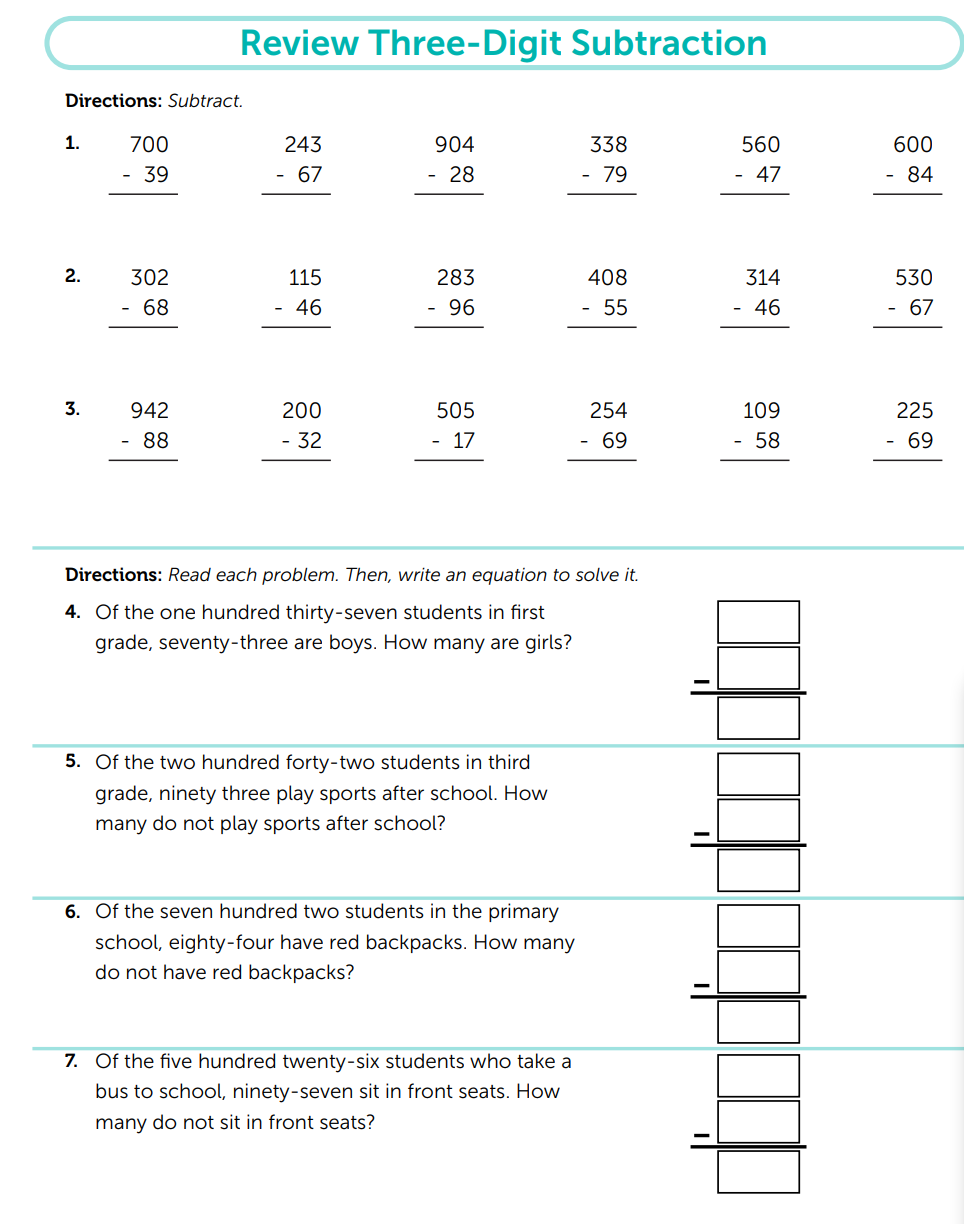 Review Three-Digit Subtraction
Directions: Subtract.
1. 700 243 904 338 560 600
- 39 - 67 - 28 - 79 - 47 - 84
2. 302 115 283 408 314 530
- 68 - 46 - 96 - 55 - 46 - 67
3. 942 200 505 254 109 225
- 88 - 32 - 17 - 69 - 58 - 69
Directions: Read each problem. Then, write an equation to solve it.
4. Of the one hundred thirty-seven students in first
grade, seventy-three are boys. How many are girls?
–
5. Of the two hundred forty-two students in third
grade, ninety three play sports after school. How
many do not play sports after school?
–
6. Of the seven hundred two students in the primary
school, eighty-four have red backpacks. How many
do not have red backpacks?
–
7. Of the five hundred twenty-six students who take a
bus to school, ninety-seven sit in front seats. How
many do not sit in front seats?
–